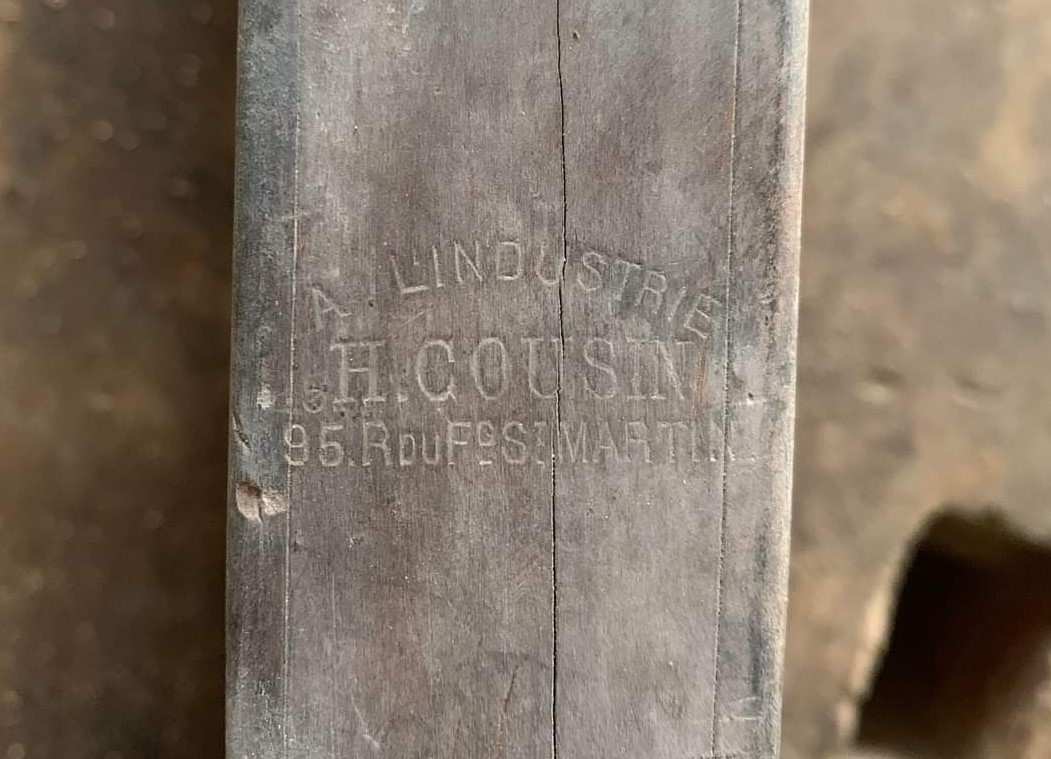 A L'INDUSTRIE
H. COUSIN
95. R DU Fg St MARTIN